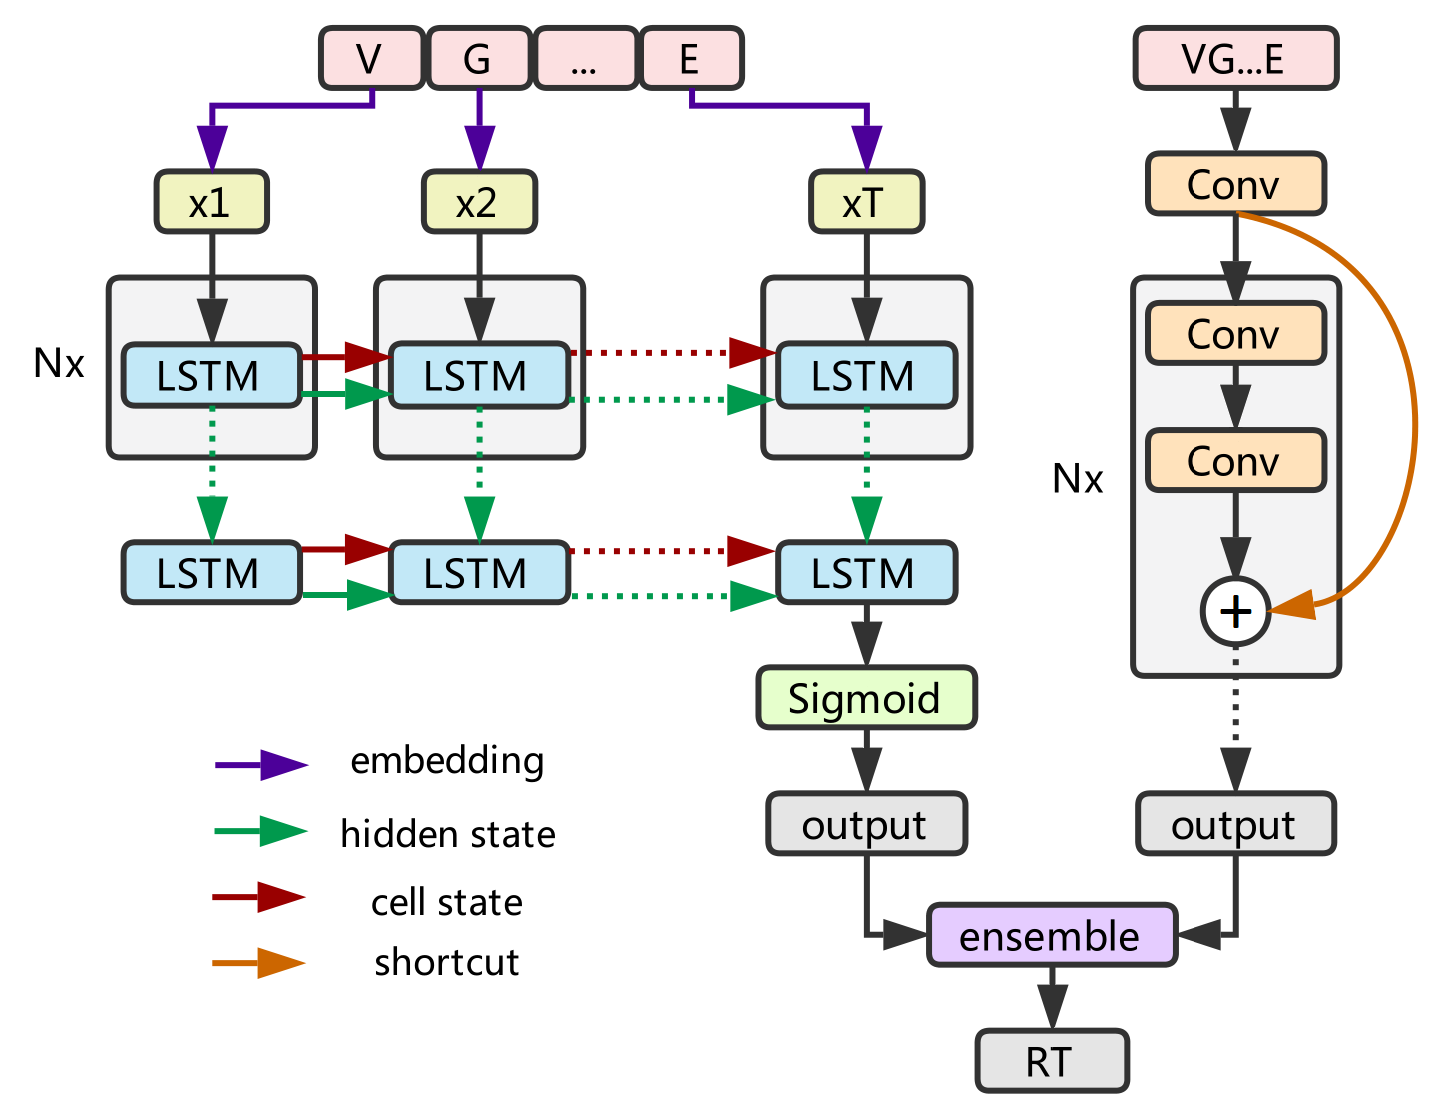 V G ... E
x1 x2 xT
Nx
LSTM LSTM LSTM
LSTM LSTM LSTM
Sigmoid
output
embedding
hidden state
cell state
shortcut
VG...E
Conv
Conv
Nx
Conv
+
output
ensemble
RT